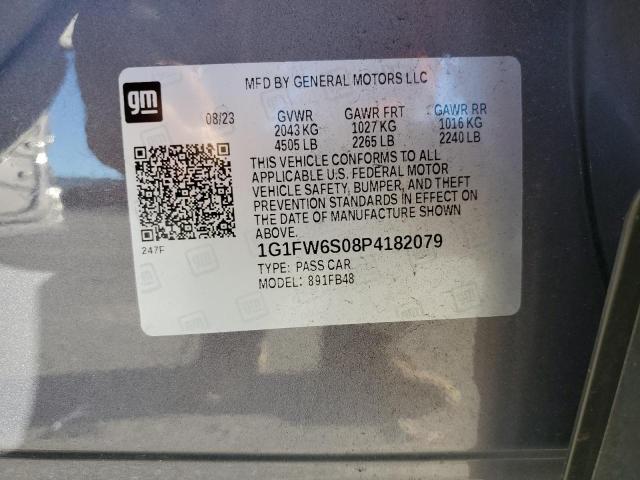 gm
MFD BY GENERAL MOTORS LLC
08/23 GVWR GAWR FRT GAWR RR
2043 KG 1027 KG 1016 KG
4505 LB 2265 LB 2240 LB
THIS VEHICLE CONFORMS TO ALL
APPLICABLE U.S. FEDERAL MOTOR
VEHICLE SAFETY, BUMPER, AND THEFT
PREVENTION STANDARDS IN EFFECT ON
THE DATE OF MANUFACTURE SHOWN
ABOVE.
247F
1G1FW6S08P4182079
TYPE: PASS CAR
MODEL: 891FB48